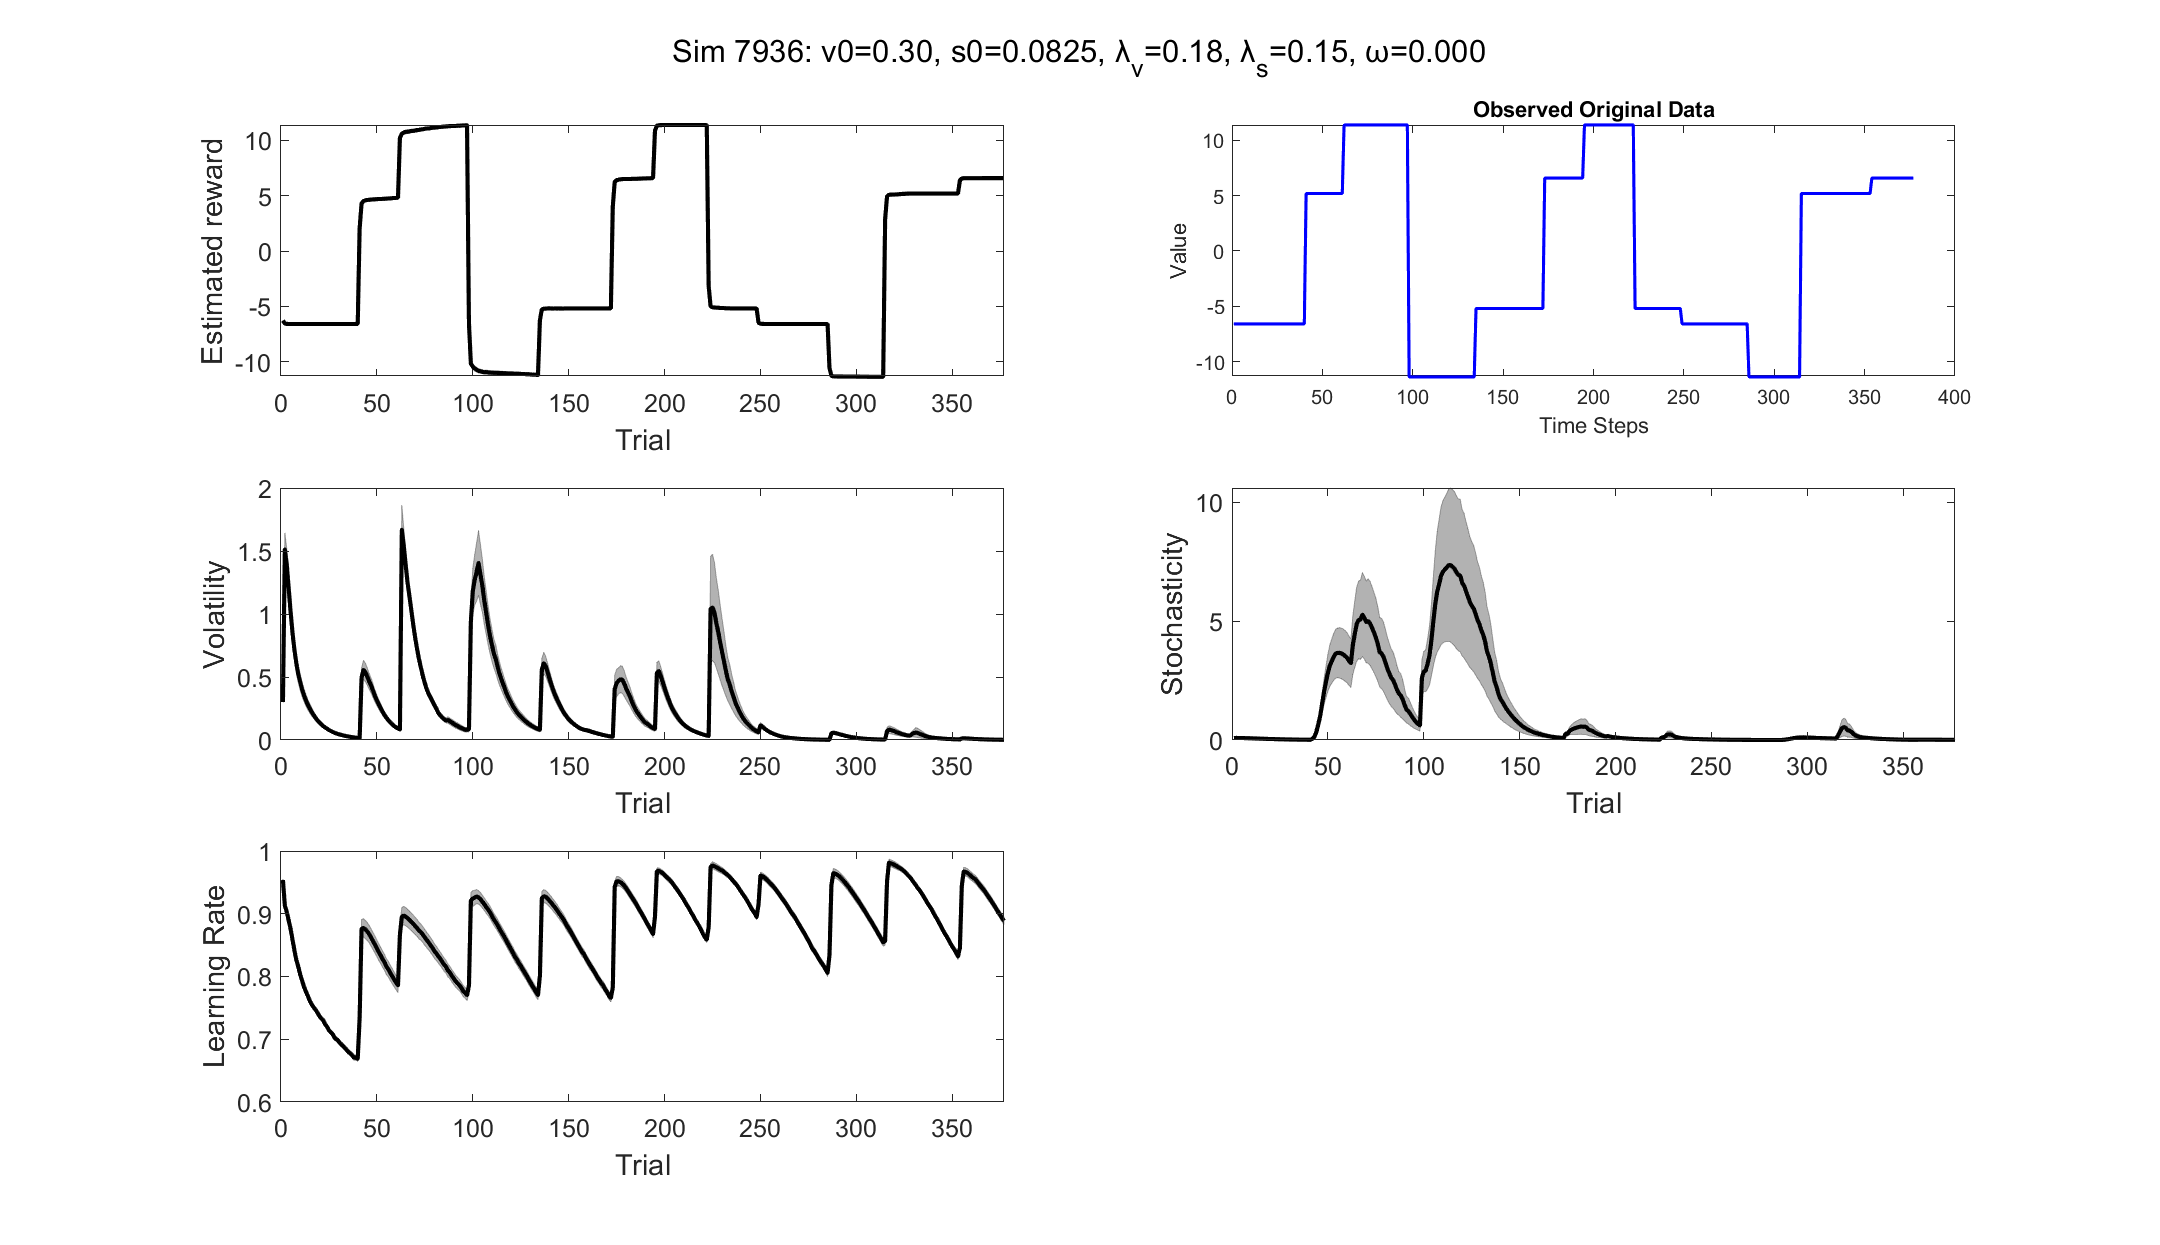 Sim 7936: v0=0.30, s0=0.0825, λv=0.18, λs=0.15, ω=0.000
Estimated reward
10
5
0
-5
-10
0 50 100 150 200 250 300 350
Trial
Observed Original Data
Value
10
5
0
-5
-10
0 50 100 150 200 250 300 350 400
Time Steps
Volatility
2
1.5
1
0.5
0
0 50 100 150 200 250 300 350
Trial
Stochasticity
10
5
0
0 50 100 150 200 250 300 350
Trial
Learning Rate
1
0.9
0.8
0.7
0.6
0 50 100 150 200 250 300 350
Trial